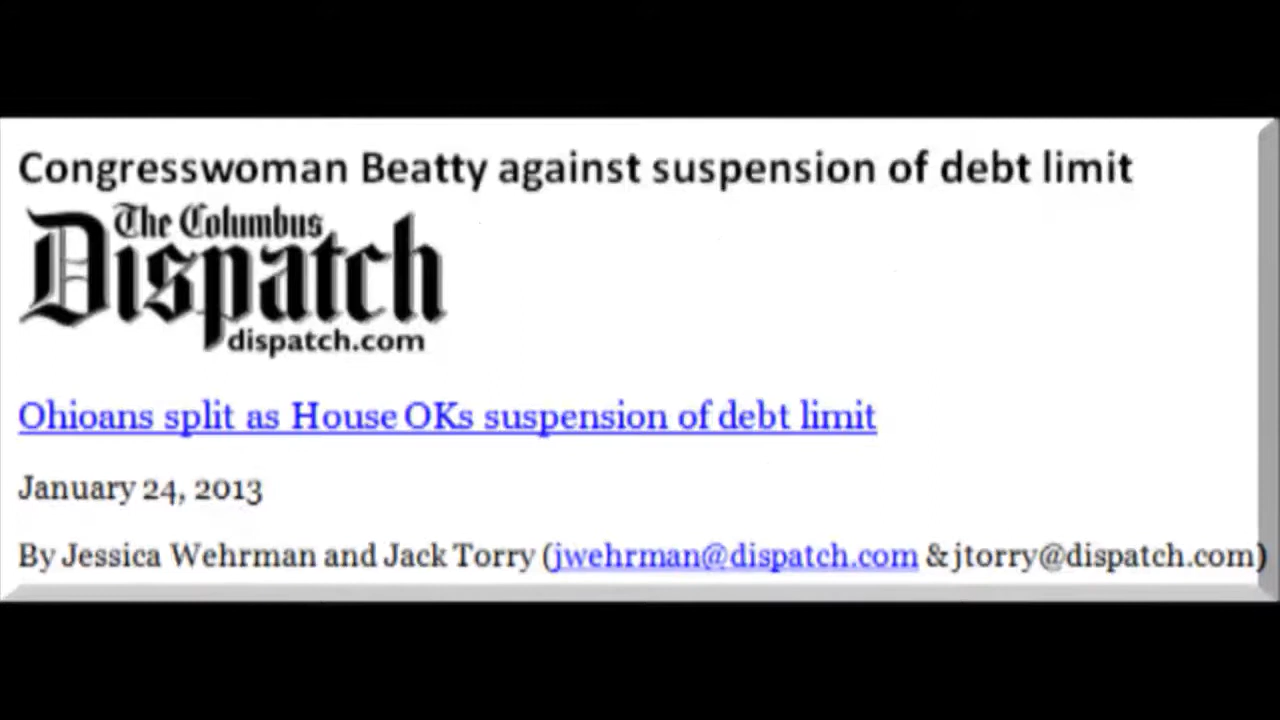 Congresswoman Beatty against suspension of debt limit
The Columbus
Dispatch
dispatch.com
Ohioans split as House OKs suspension of debt limit
January 24, 2013
By Jessica Wehrman and Jack Torry (jwehrman@dispatch.com & jtorry@dispatch.com)